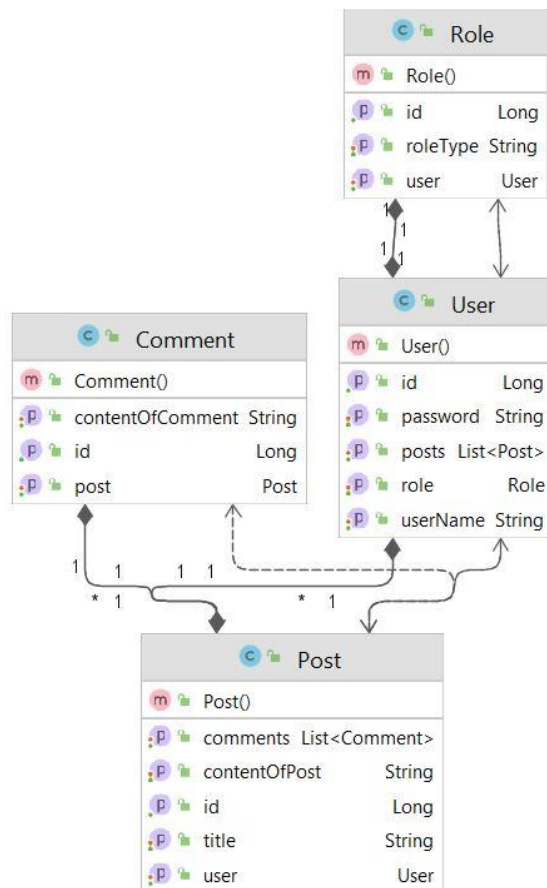 C Role
m Role()
p id Long
p roleType String
p user User
1
1
1
1
C User
m User()
p id Long
p password String
p posts List<Post>
p role Role
p userName String
C Comment
m Comment()
p contentOfComment String
p id Long
p post Post
1 1 1 1
* 1 * 1
C Post
m Post()
p comments List<Comment>
p contentOfPost String
p id Long
p title String
p user User